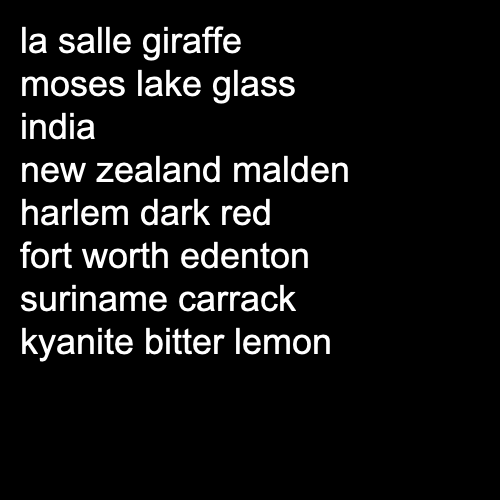 la salle giraffe
moses lake glass
india
new zealand malden
harlem dark red
fort worth edenton
suriname carrack
kyanite bitter lemon